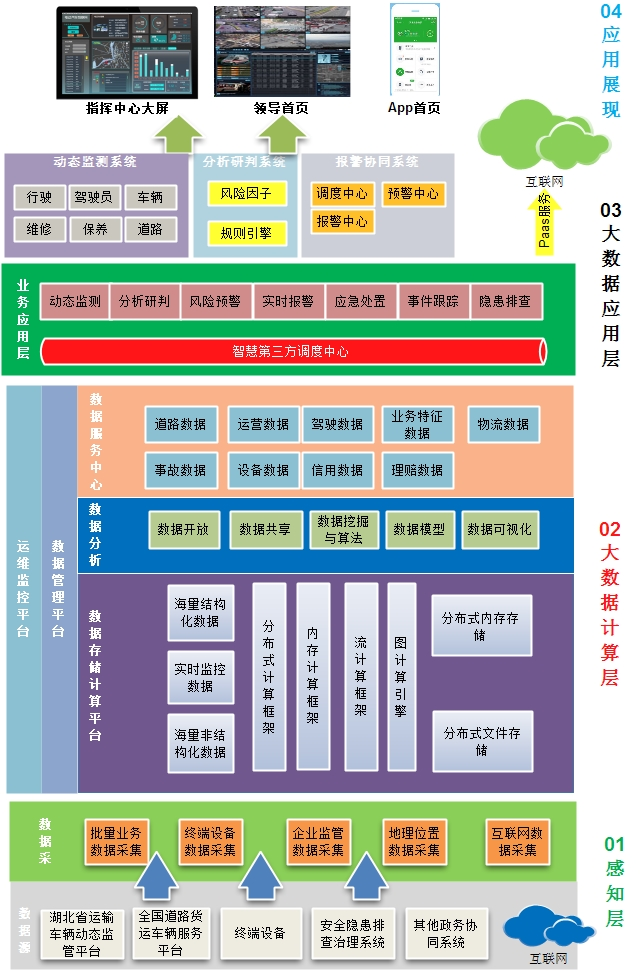 指挥中心大屏
领导首页
App首页
04
应用展现
动态监测系统
行驶
驾驶员
车辆
维修
保养
道路
分析研判系统
风险因子
规则引擎
报警协同系统
调度中心
预警中心
报警中心
互联网
Paas服务
03
大数据应用层
业务应用层
动态监测
分析研判
风险预警
实时报警
应急处置
事件跟踪
隐患排查
智慧第三方调度中心
运维监控平台
数据管理平台
数据服务中心
道路数据
运营数据
驾驶数据
业务特征
数据
物流数据
事故数据
设备数据
信用数据
理赔数据
数据分析
数据开放
数据共享
数据挖掘
与算法
数据模型
数据可视化
02
大数据计算层
数据存储计算平台
海量结构
化数据
实时监控
数据
海量非结
构化数据
分布式计算框架
内存计算框架
流计算框架
图计算引擎
分布式内存存
储
分布式文件存
储
数据采
批量业务
数据采集
终端设备
数据采集
企业监管
数据采集
地理位置
数据采集
互联网数
据采集
01
感知层
数据源
湖北省运输
车辆动态监
管平台
全国道路货
运车辆服务
平台
终端设备
安全隐患排
查治理系统
其他政务协
同系统
互联网